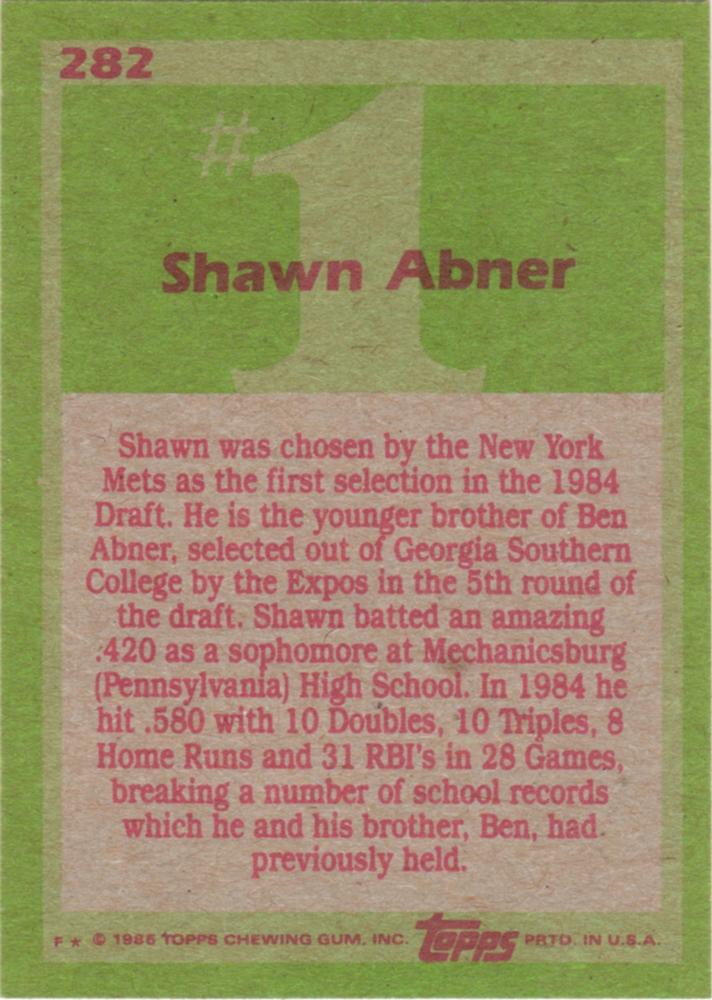 282
#1
Shawn Abner
Shawn was chosen by the New York
Mets as the first selection in the 1984
Draft. He is the younger brother of Ben
Abner, selected out of Georgia Southern
College by the Expos in the 5th round of
the draft. Shawn batted an amazing
.420 as a sophomore at Mechanicsburg
(Pennsylvania) High School. In 1984 he
hit .580 with 10 Doubles, 10 Triples, 8
Home Runs and 31 RBI's in 28 Games,
breaking a number of school records
which he and his brother, Ben, had
previously held.
F ★ © 1985 TOPPS CHEWING GUM, INC. topps PRTD. IN U.S.A.